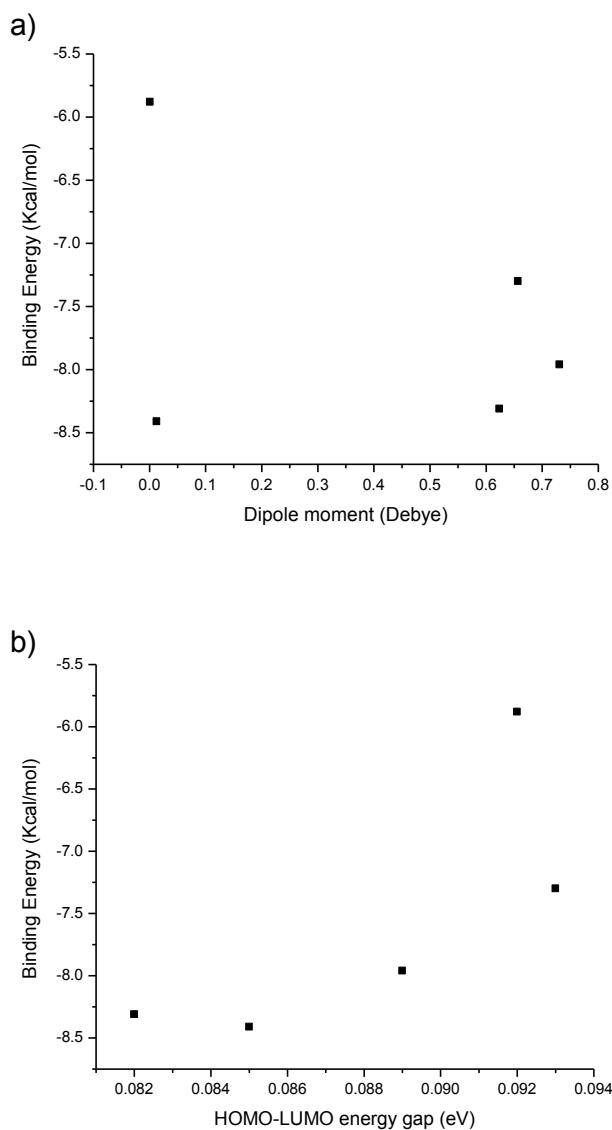 a)
-5.5
-6.0
-6.5
-7.0
-7.5
-8.0
-8.5
Binding Energy (Kcal/mol)
-0.1 0.0 0.1 0.2 0.3 0.4 0.5 0.6 0.7 0.8
Dipole moment (Debye)
b)
-5.5
-6.0
-6.5
-7.0
-7.5
-8.0
-8.5
Binding Energy (Kcal/mol)
0.082 0.084 0.086 0.088 0.090 0.092 0.094
HOMO-LUMO energy gap (eV)